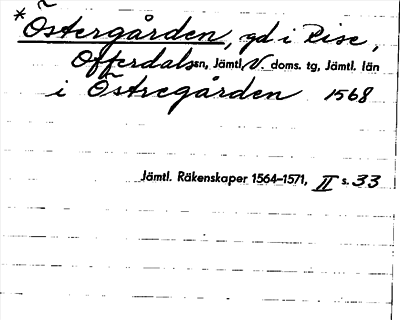 *Östergården, gd i Rise,
Offerdals sn, Jämtl. V. doms. tg, Jämtl. län
i Östregården 1568
Jämtl. Räkenskaper 1564–1571, II s. 33